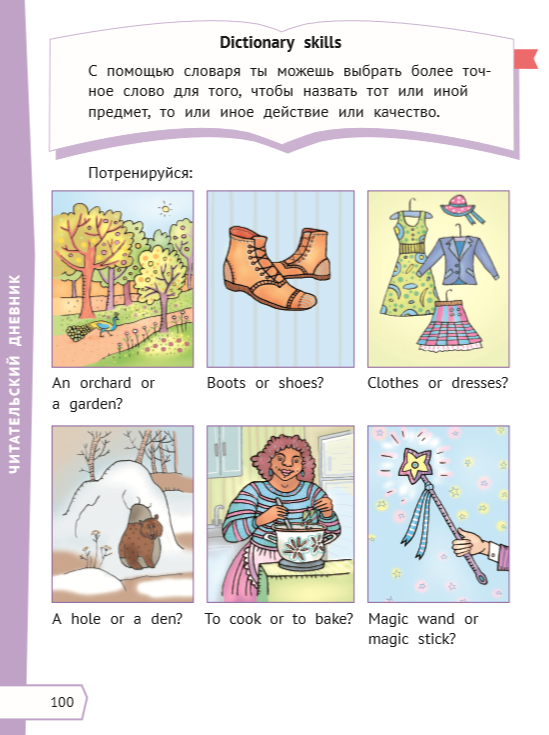 Dictionary skills
С помощью словаря ты можешь выбрать более точ-
ное слово для того, чтобы назвать тот или иной
предмет, то или иное действие или качество.
Потренируйся:
An orchard or
a garden?
Boots or shoes?
Clothes or dresses?
A hole or a den?
To cook or to bake?
Magic wand or
magic stick?
ЧИТАТЕЛЬСКИЙ ДНЕВНИК
100